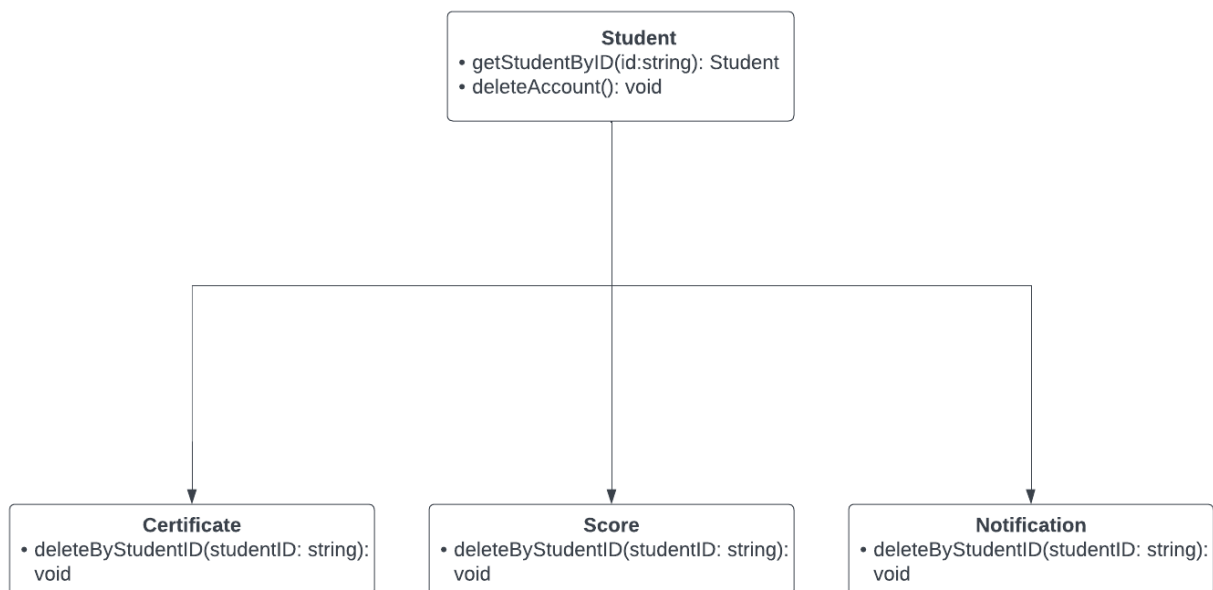 Student
• getStudentByID(id:string): Student
• deleteAccount(): void
Certificate
• deleteByStudentID(studentID: string):
void
Score
• deleteByStudentID(studentID: string):
void
Notification
• deleteByStudentID(studentID: string):
void